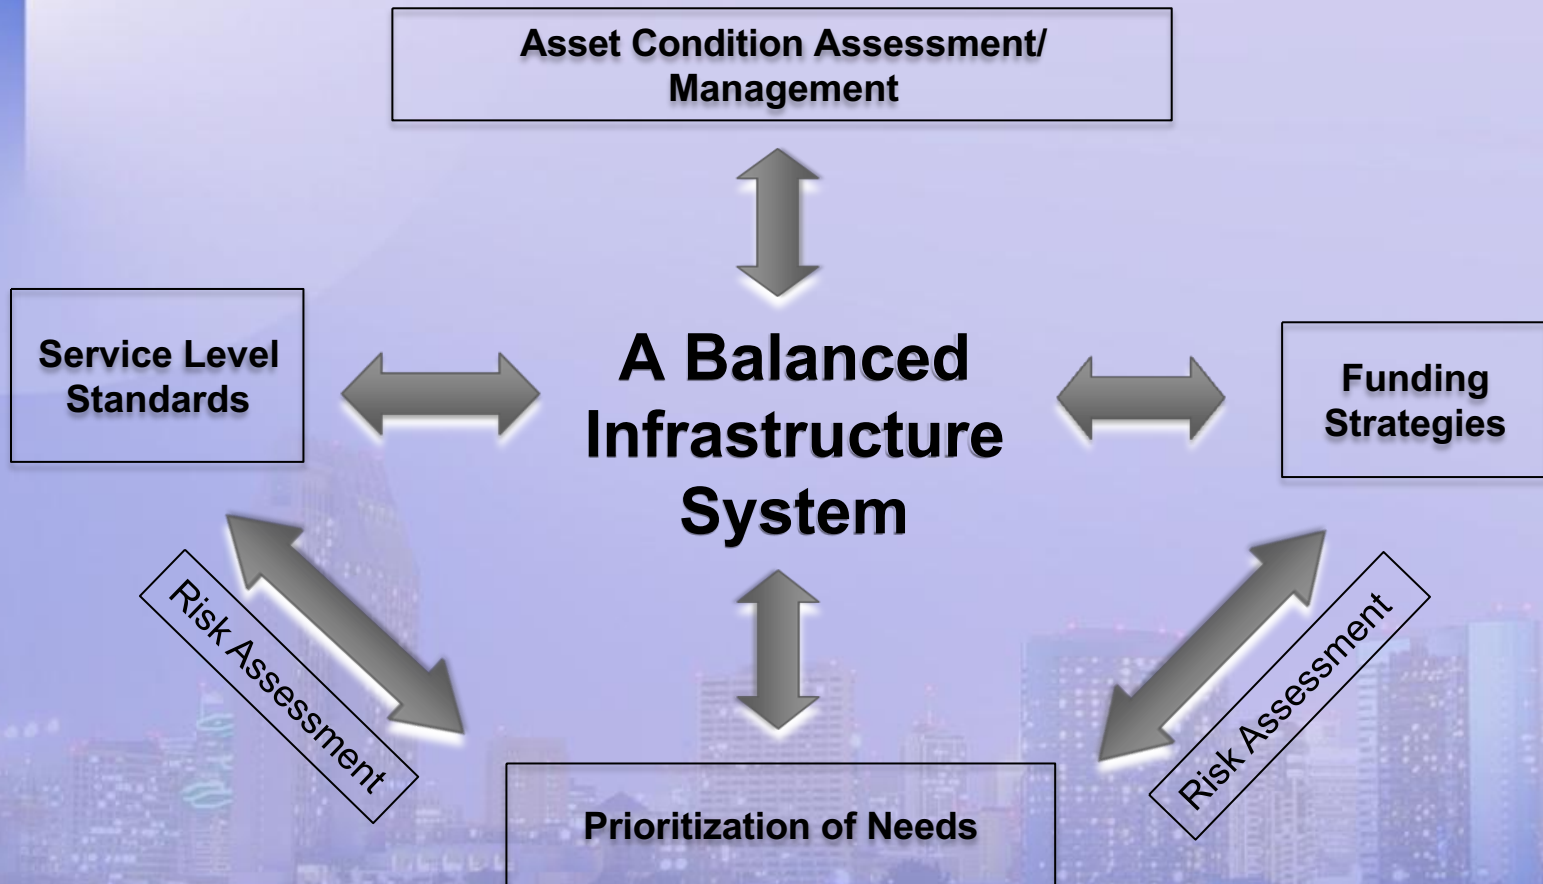 Asset Condition Assessment/
Management
Service Level
Standards
A Balanced
Infrastructure
System
Funding
Strategies
Risk Assessment
Risk Assessment
Prioritization of Needs